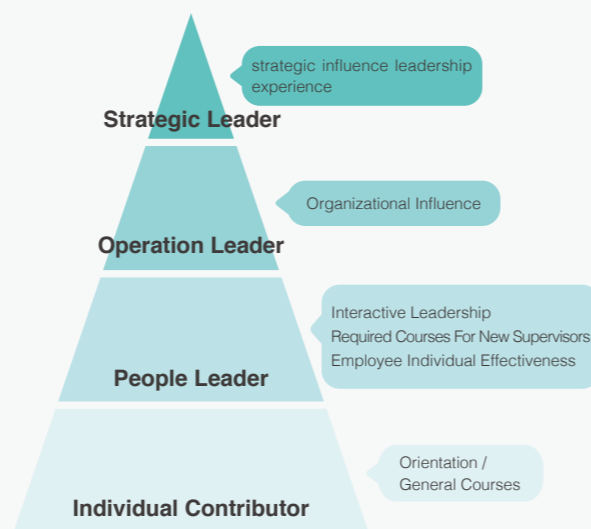 strategic influence leadership
experience
Strategic Leader
Organizational Influence
Operation Leader
Interactive Leadership
Required Courses For New Supervisors
Employee Individual Effectiveness
People Leader
Orientation /
General Courses
Individual Contributor